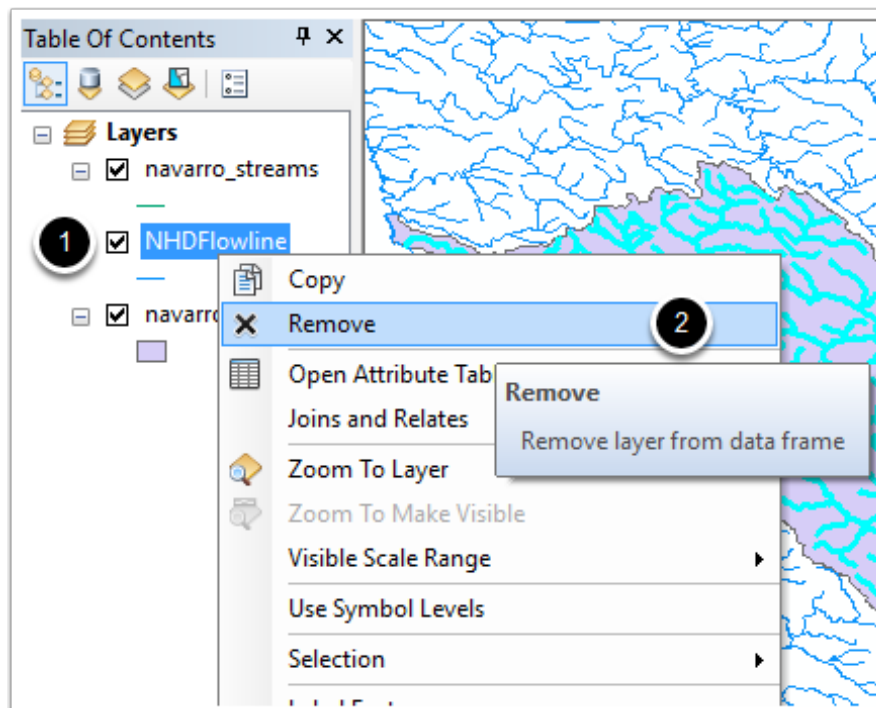 Table Of Contents
Layers
navarro_streams
1
NHDFlowline
Copy
navarr
Remove
2
Open Attribute Tab
Remove
Joins and Relates
Remove layer from data frame
Zoom To Layer
Zoom To Make Visible
Visible Scale Range
Use Symbol Levels
Selection